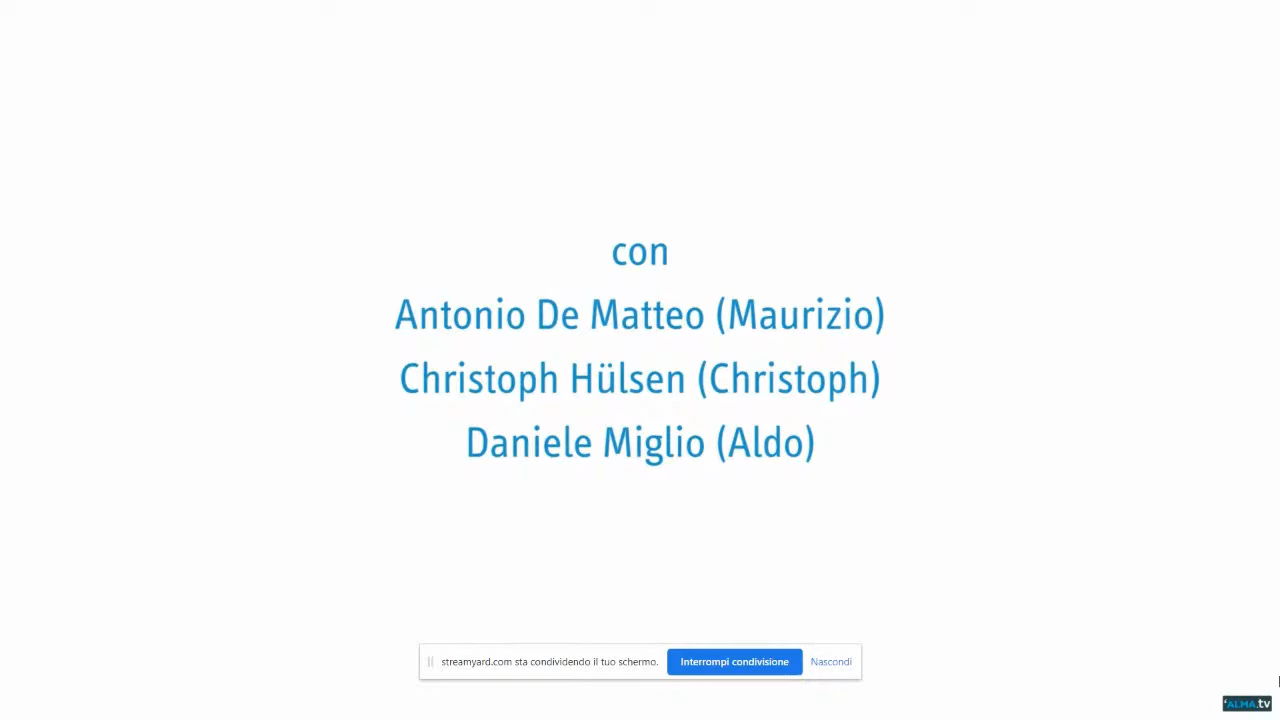 con
Antonio De Matteo (Maurizio)
Christoph Hülsen (Christoph)
Daniele Miglio (Aldo)
streamyard.com sta condividendo il tuo schermo. Interrompi condivisione Nascondi
ALMA.tv